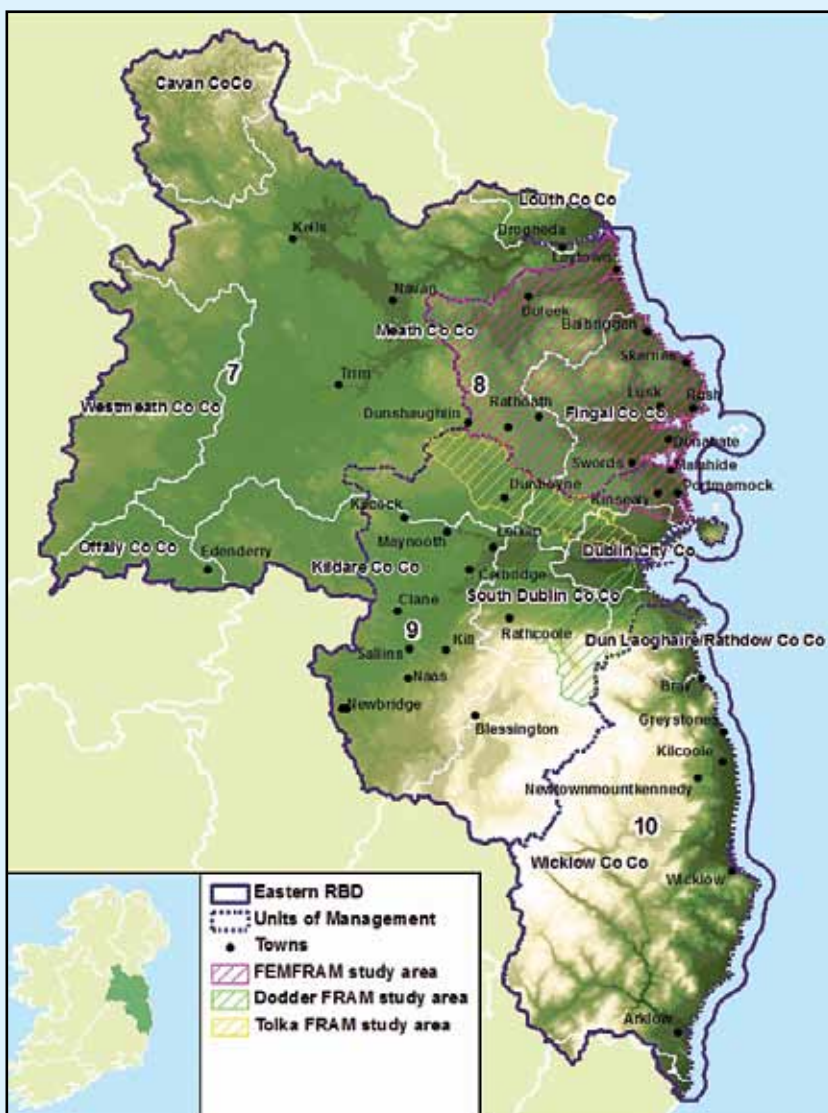 Cavan CoCo
Louth Co Co
Drogheda
Kells
Laytown
Navan
Duleek
Meath Co Co
Balbriggan
Skerries
7
Trim
8
Westmeath Co Co
Lusk
Rush
Ratoath
Fingal Co Co
Dunshaughlin
Donabate
Swords
Malahide
Dunboyne
Kinsealy
Portmarnock
Kilcock
Maynooth
Leixlip
Offaly Co Co
Dublin City Co
Edenderry
Kildare Co Co
Celbridge
South Dublin Co Co
Clane
Rathcoole
9
Kill
Dun Laoghaire/Rathdow Co Co
Sallins
Naas
Bray
Newbridge
Blessington
Greystones
Kilcoole
Newtownmountkennedy
10
Wicklow Co Co
Wicklow
Arklow
Eastern RBD
Units of Management
Towns
FEMFRAM study area
Dodder FRAM study area
Tolka FRAM study area